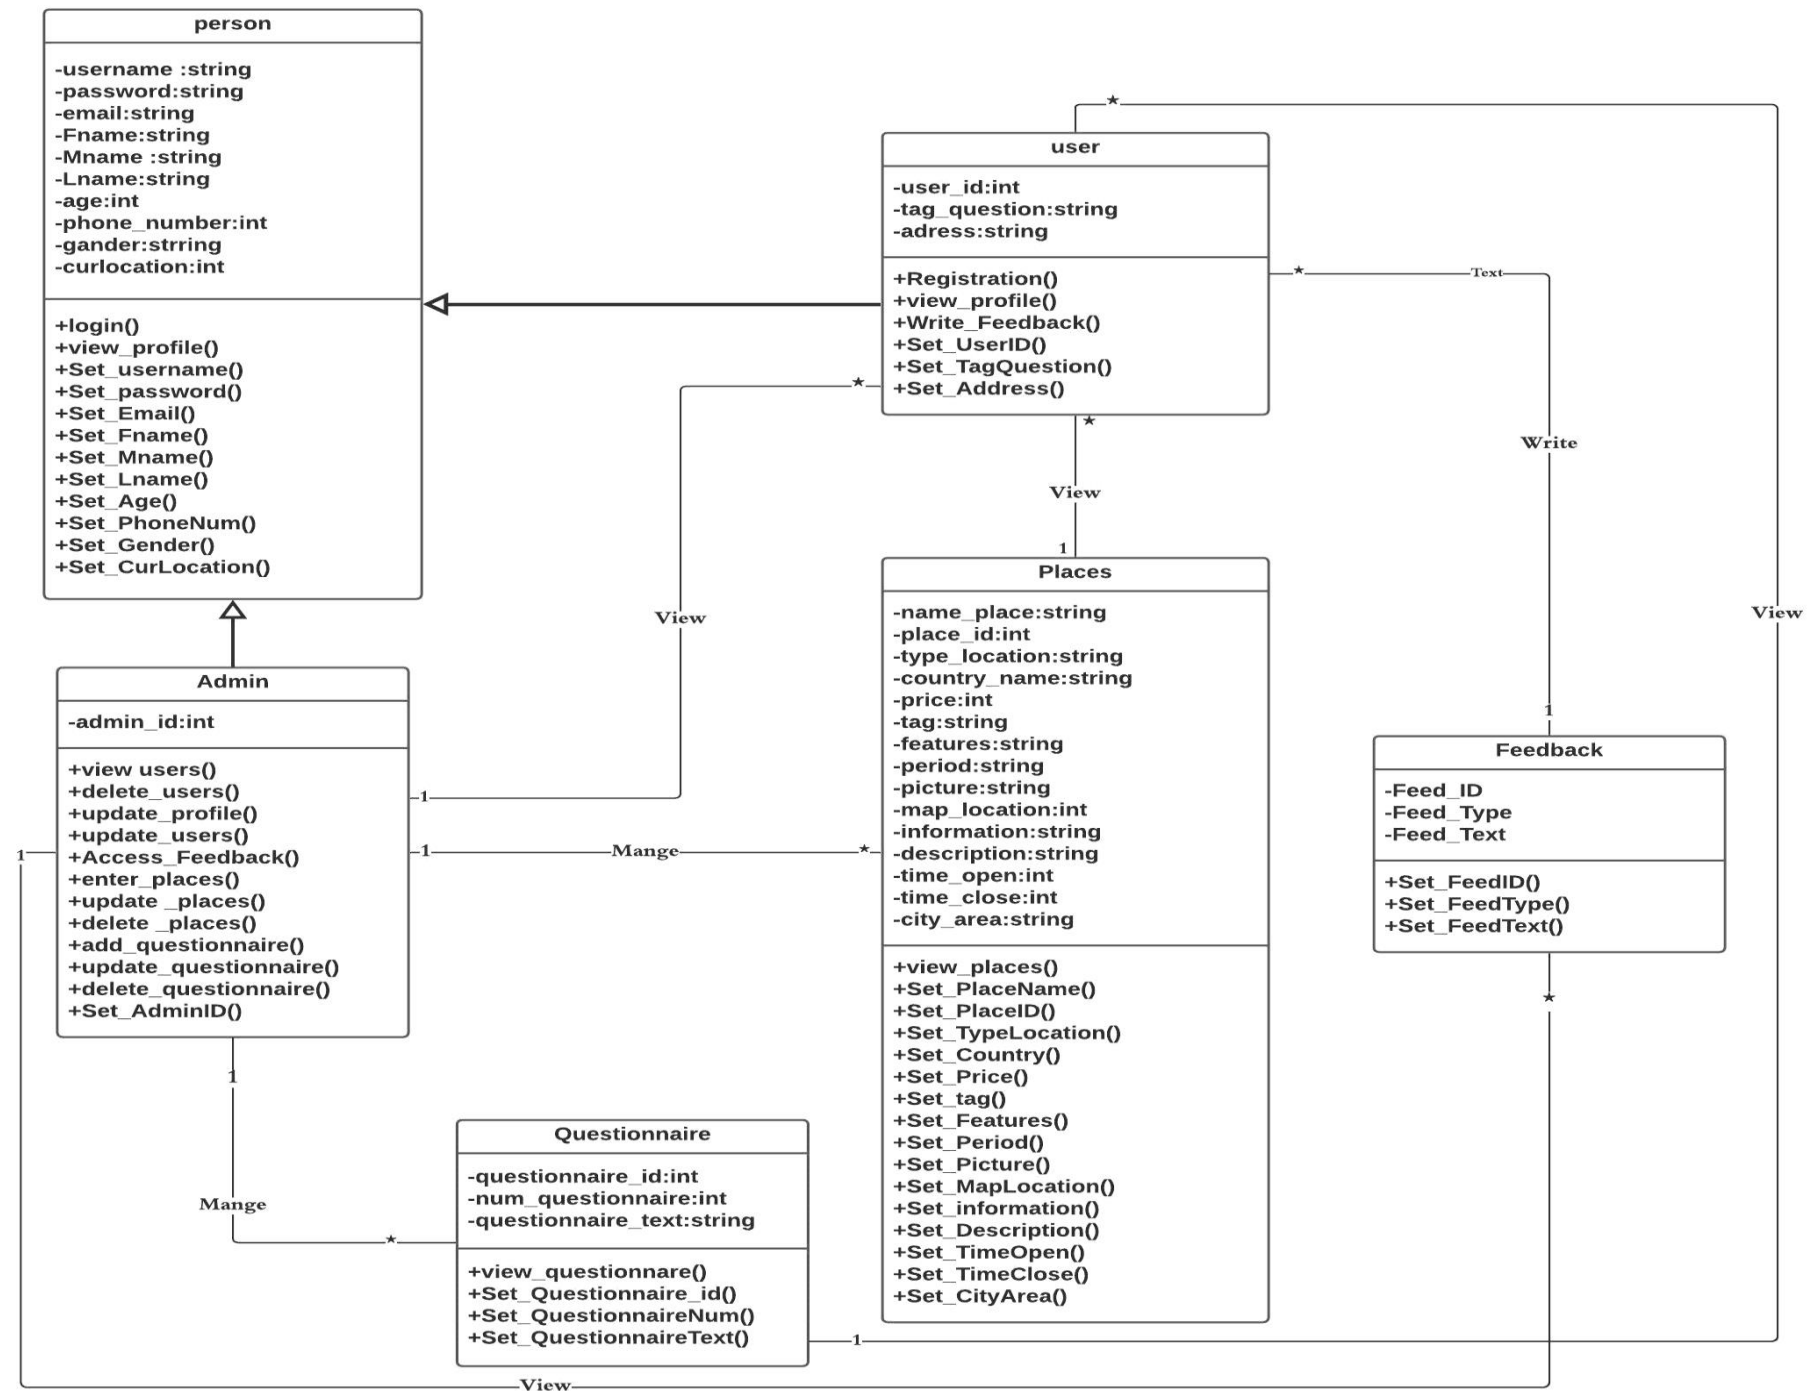 person
-username :string
-password:string
-email:string
-Fname:string
-Mname :string
-Lname:string
-age:int
-phone_number:int
-gander:strring
-curlocation:int
+login()
+view_profile()
+Set_username()
+Set_password()
+Set_Email()
+Set_Fname()
+Set_Mname()
+Set_Lname()
+Set_Age()
+Set_PhoneNum()
+Set_Gender()
+Set_CurLocation()
*
user
-user_id:int
-tag_question:string
-adress:string
+Registration()
+view_profile()
+Write_Feedback()
+Set_UserID()
+Set_TagQuestion()
+Set_Address()
* Text
*
*
Write
View
1
View
View
1
Admin
-admin_id:int
+view users()
+delete_users()
+update_profile()
+update_users()
+Access_Feedback()
+enter_places()
+update _places()
+delete _places()
+add_questionnaire()
+update_questionnaire()
+delete_questionnaire()
+Set_AdminID()
1
1
1 Mange *
Places
-name_place:string
-place_id:int
-type_location:string
-country_name:string
-price:int
-tag:string
-features:string
-period:string
-picture:string
-map_location:int
-information:string
-description:string
-time_open:int
-time_close:int
-city_area:string
+view_places()
+Set_PlaceName()
+Set_PlaceID()
+Set_TypeLocation()
+Set_Country()
+Set_Price()
+Set_tag()
+Set_Features()
+Set_Period()
+Set_Picture()
+Set_MapLocation()
+Set_information()
+Set_Description()
+Set_TimeOpen()
+Set_TimeClose()
+Set_CityArea()
Feedback
-Feed_ID
-Feed_Type
-Feed_Text
+Set_FeedID()
+Set_FeedType()
+Set_FeedText()
*
1
Mange
*
Questionnaire
-questionnaire_id:int
-num_questionnaire:int
-questionnaire_text:string
+view_questionnare()
+Set_Questionnaire_id()
+Set_QuestionnaireNum()
+Set_QuestionnaireText()
1
View